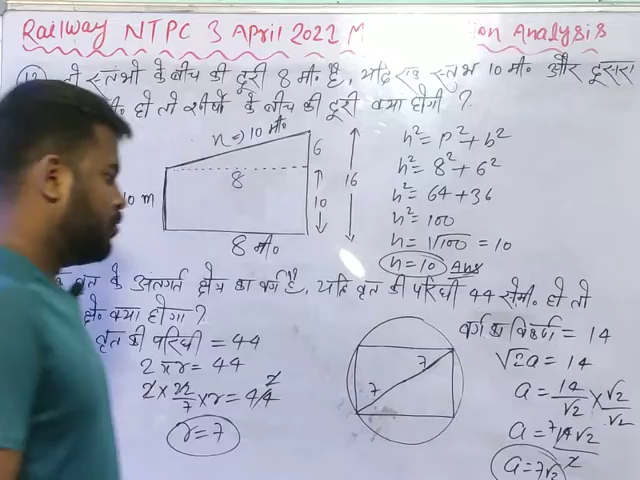 Railway NTPC 3 April 2022 M
ion Analysis
दो स्तंभो के बीच की दूरी 8 मी० है, यदि एक स्तंभ 10 मी० और दूसरा
मी० हो तो शीर्षो के बीच की दूरी क्या होगी ?
h => 10 मी०
6
8
10
16
10 m
8 मी०
h² = p² + b²
h² = 8² + 6²
h² = 64 + 36
h² = 100
h = √100 = 10
h = 10 Ans
वृत के अंतर्गत क्षेत्र का वर्ग है, यदि वृत की परिधी 44 सेमी. हो तो
क्षे० क्या होगा ?
वृत की परिधी = 44
2πr = 44
2 × 22/7 × r = 44 2
r = 7
7
7
वर्ग का विकर्ण = 14
√2a = 14
a = 14/√2 × √2/√2
a = 7 14√2/2
a = 7√2